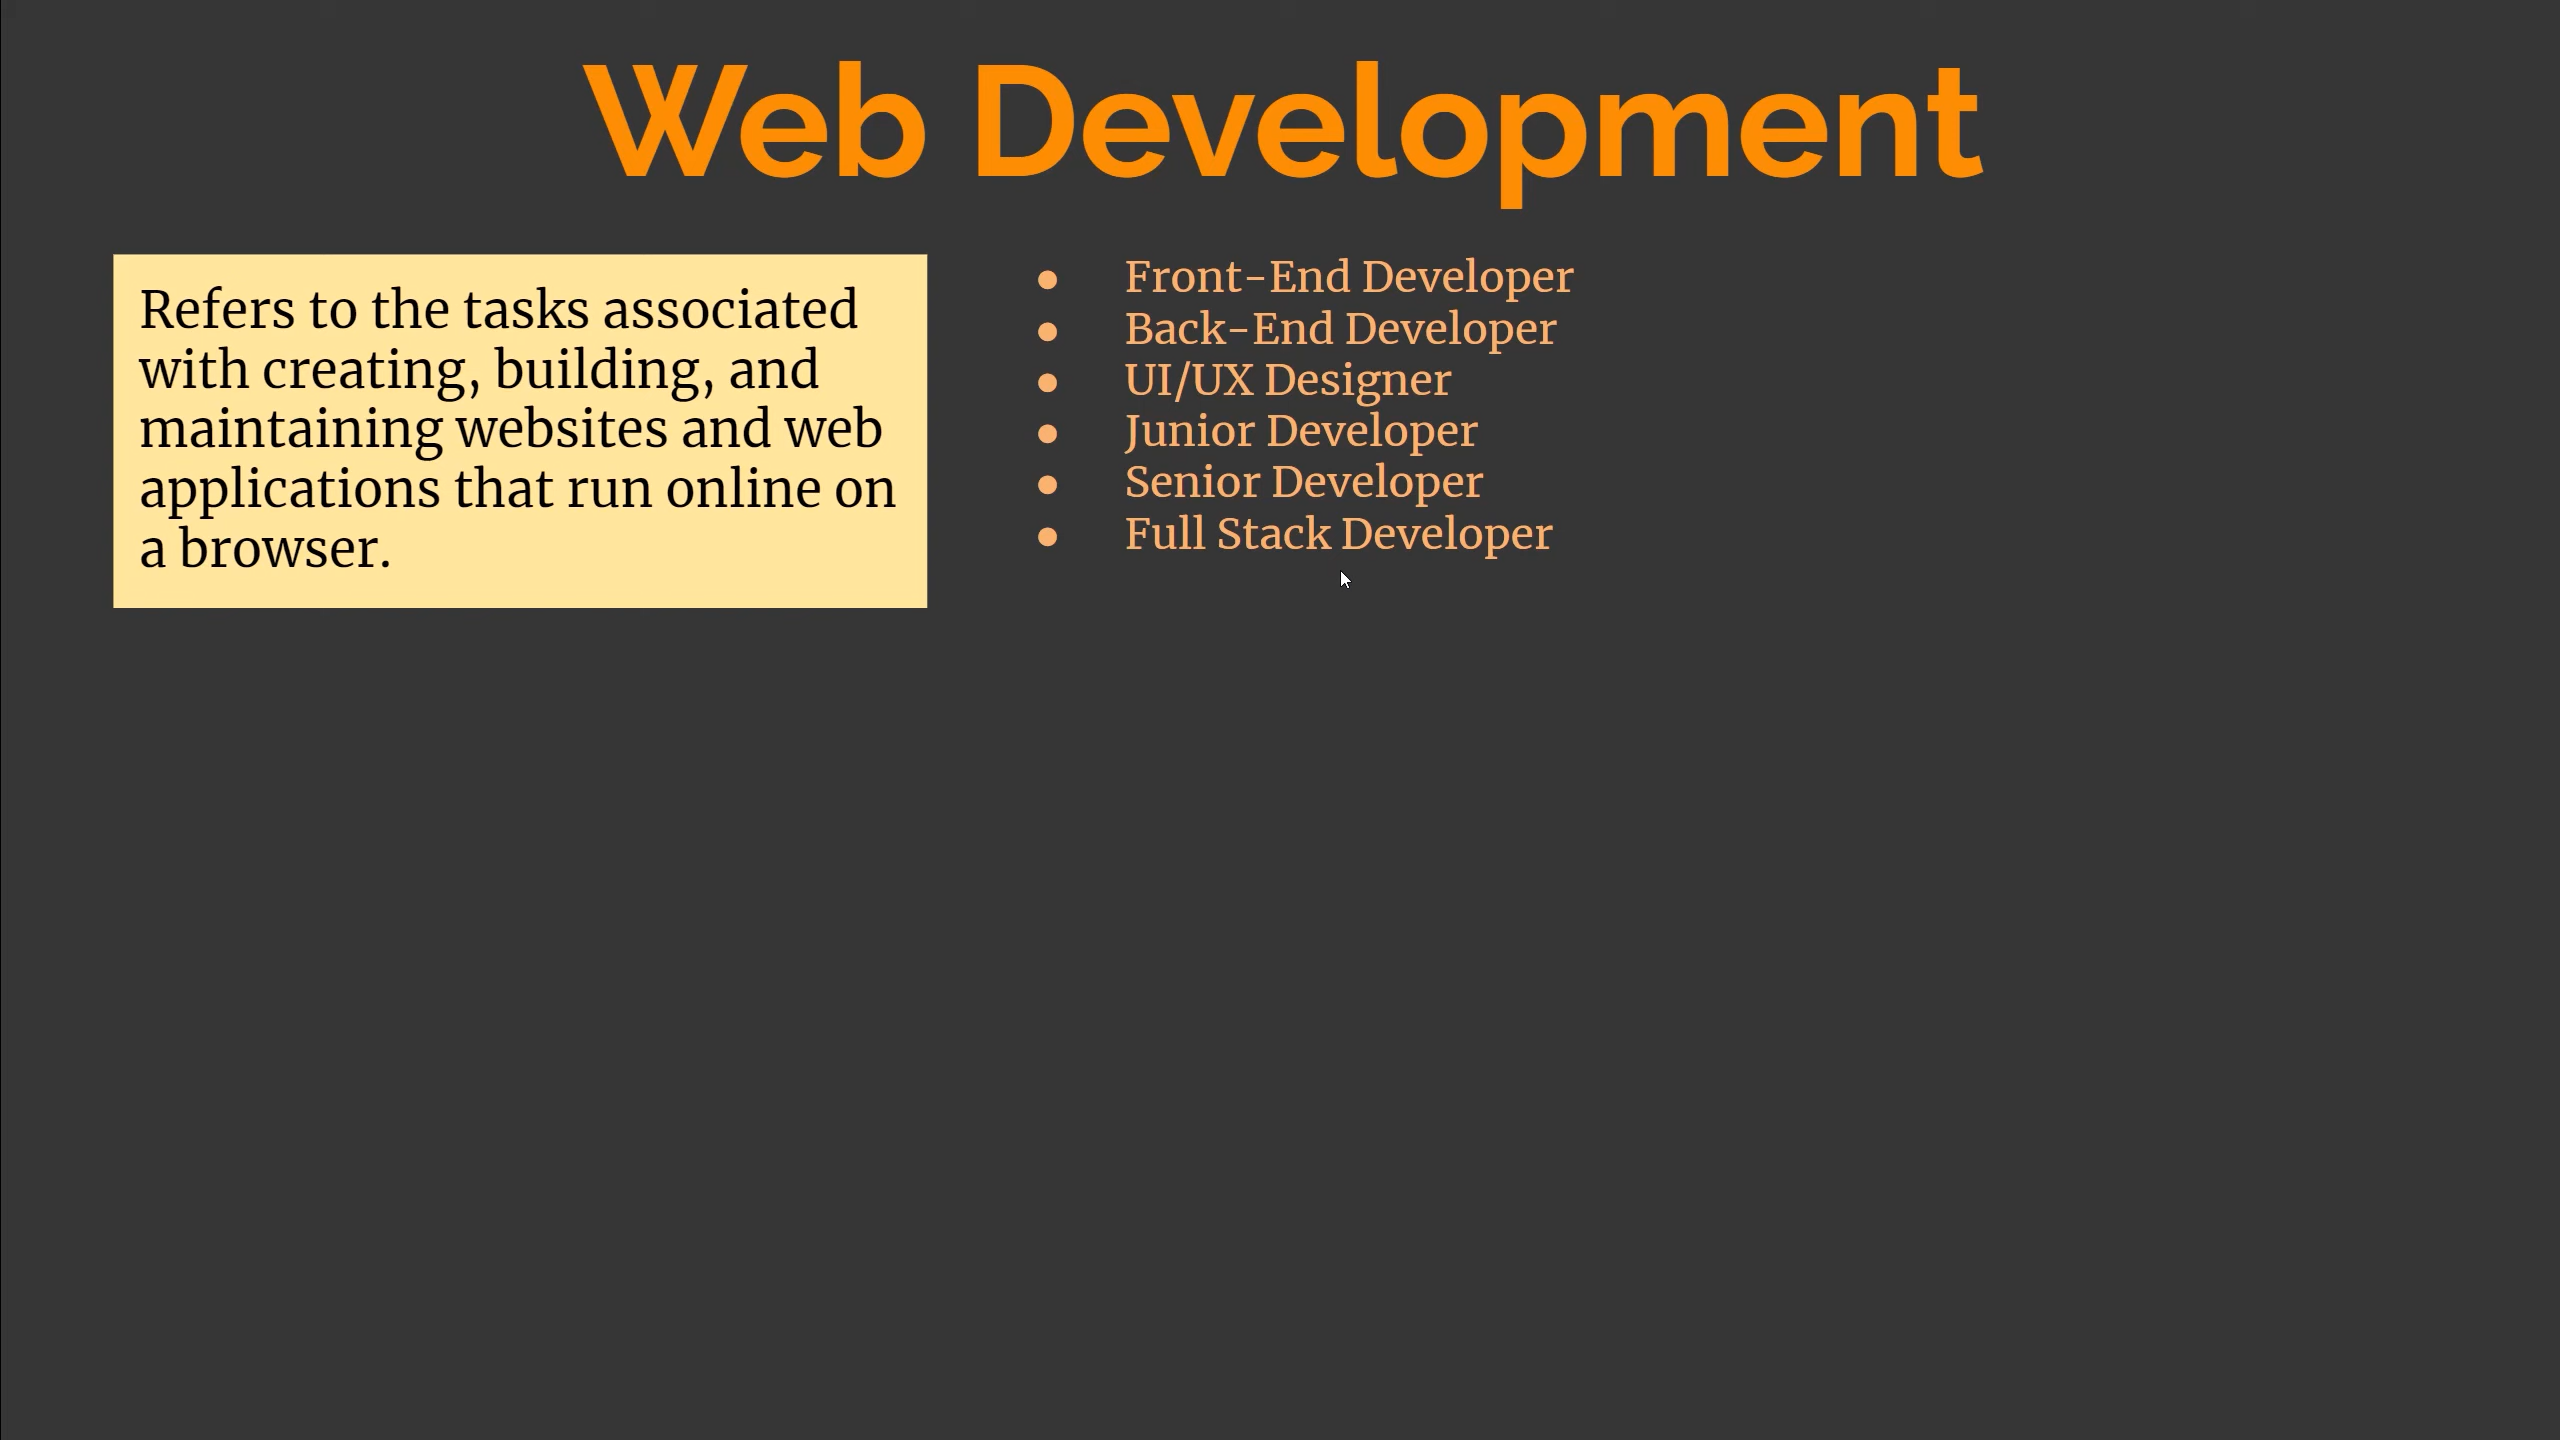 Web Development
Refers to the tasks associated
with creating, building, and
maintaining websites and web
applications that run online on
a browser.
● Front-End Developer
● Back-End Developer
● UI/UX Designer
● Junior Developer
● Senior Developer
● Full Stack Developer